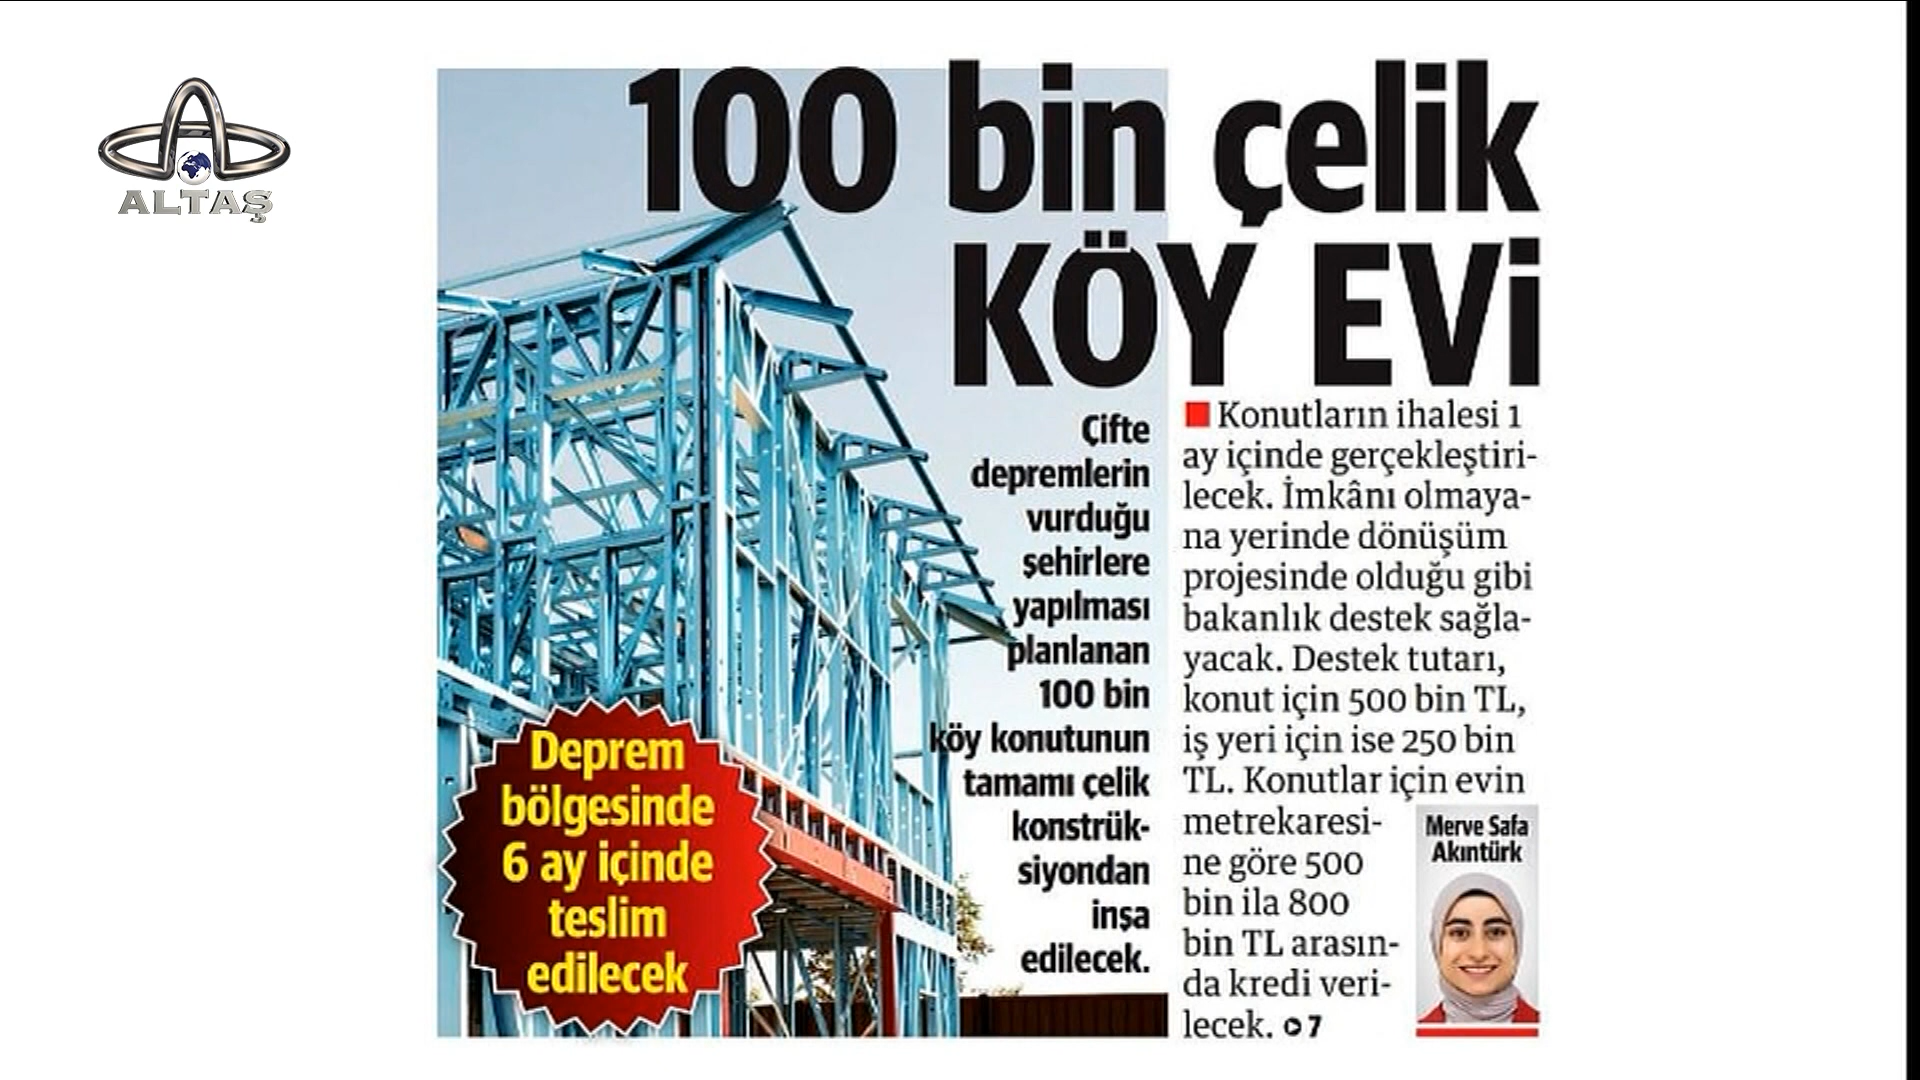 ALTAŞ
100 bin çelik
KÖY EVi
Çifte
depremlerin
vurduğu
şehirlere
yapılması
planlanan
100 bin
köy konutunun
tamamı çelik
konstrük-
siyondan
inşa
edilecek.
Deprem
bölgesinde
6 ay içinde
teslim
edilecek
Konutların ihalesi 1
ay içinde gerçekleştiri-
lecek. İmkânı olmaya-
na yerinde dönüşüm
projesinde olduğu gibi
bakanlık destek sağla-
yacak. Destek tutarı,
konut için 500 bin TL,
iş yeri için ise 250 bin
TL. Konutlar için evin
metrekaresi-
ne göre 500
bin ila 800
bin TL arasın-
da kredi veri-
lecek. 7
Merve Safa
Akıntürk